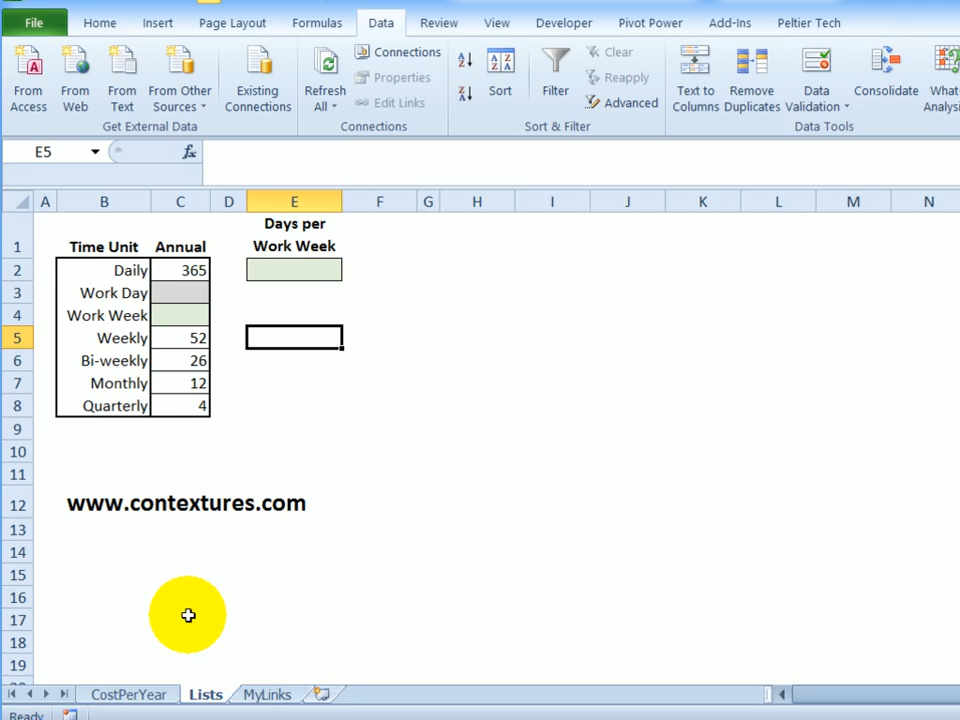 File Home Insert Page Layout Formulas Data Review View Developer Pivot Power Add-Ins Peltier Tech
From Access
From Web
From Text
From Other Sources
Existing Connections
Get External Data
Refresh All
Connections
Properties
Edit Links
Connections
Sort
Filter
Clear
Reapply
Advanced
Sort & Filter
Text to Columns
Remove Duplicates
Data Validation
Consolidate
What-
Data Tools
E5 fx
A B C D E F G H I J K L M N
Days per
1 Time Unit Annual Work Week
2 Daily 365
3 Work Day
4 Work Week
5 Weekly 52
6 Bi-weekly 26
7 Monthly 12
8 Quarterly 4
9
10
11
12 www.contextures.com
13
14
15
16
17
18
19
CostPerYear Lists MyLinks
Ready